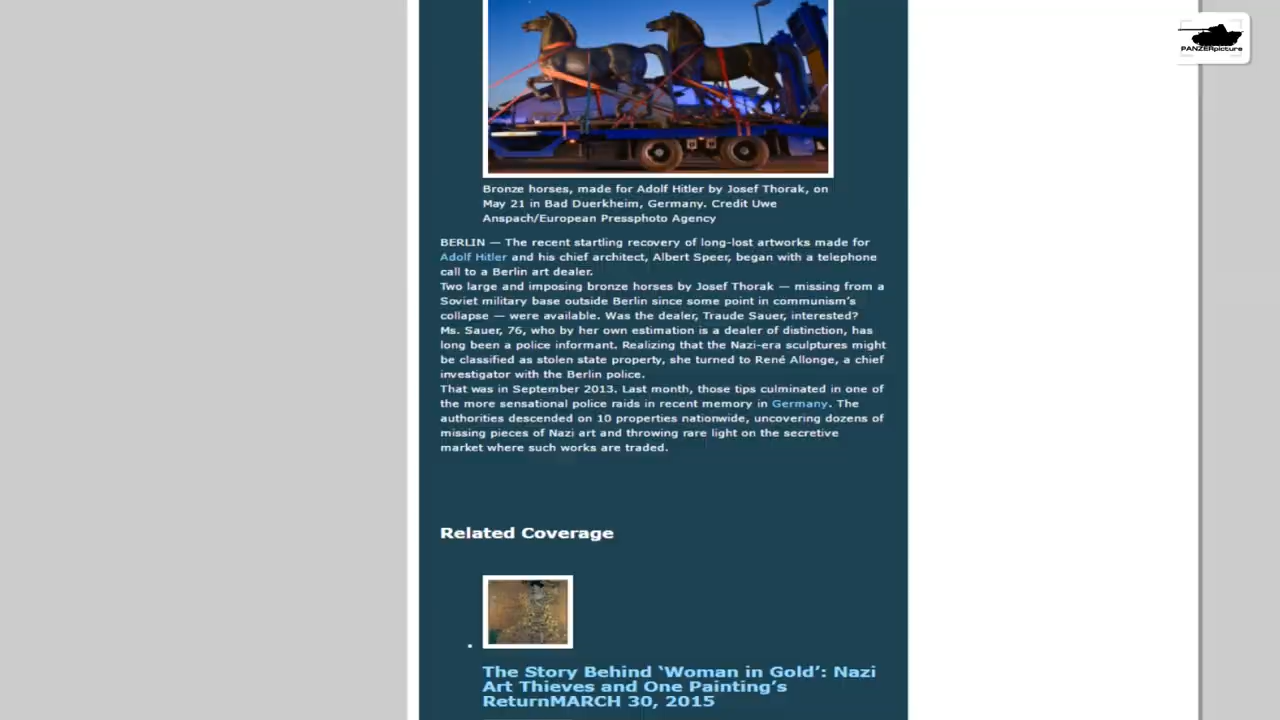 PANZERpicture
Bronze horses, made for Adolf Hitler by Josef Thorak, on
May 21 in Bad Duerkheim, Germany. Credit Uwe
Anspach/European Pressphoto Agency
BERLIN — The recent startling recovery of long-lost artworks made for
Adolf Hitler and his chief architect, Albert Speer, began with a telephone
call to a Berlin art dealer.
Two large and imposing bronze horses by Josef Thorak — missing from a
Soviet military base outside Berlin since some point in communism's
collapse — were available. Was the dealer, Traude Sauer, interested?
Ms. Sauer, 76, who by her own estimation is a dealer of distinction, has
long been a police informant. Realizing that the Nazi-era sculptures might
be classified as stolen state property, she turned to René Allonge, a chief
investigator with the Berlin police.
That was in September 2013. Last month, those tips culminated in one of
the more sensational police raids in recent memory in Germany. The
authorities descended on 10 properties nationwide, uncovering dozens of
missing pieces of Nazi art and throwing rare light on the secretive
market where such works are traded.
Related Coverage
The Story Behind ‘Woman in Gold’: Nazi
Art Thieves and One Painting’s
ReturnMARCH 30, 2015